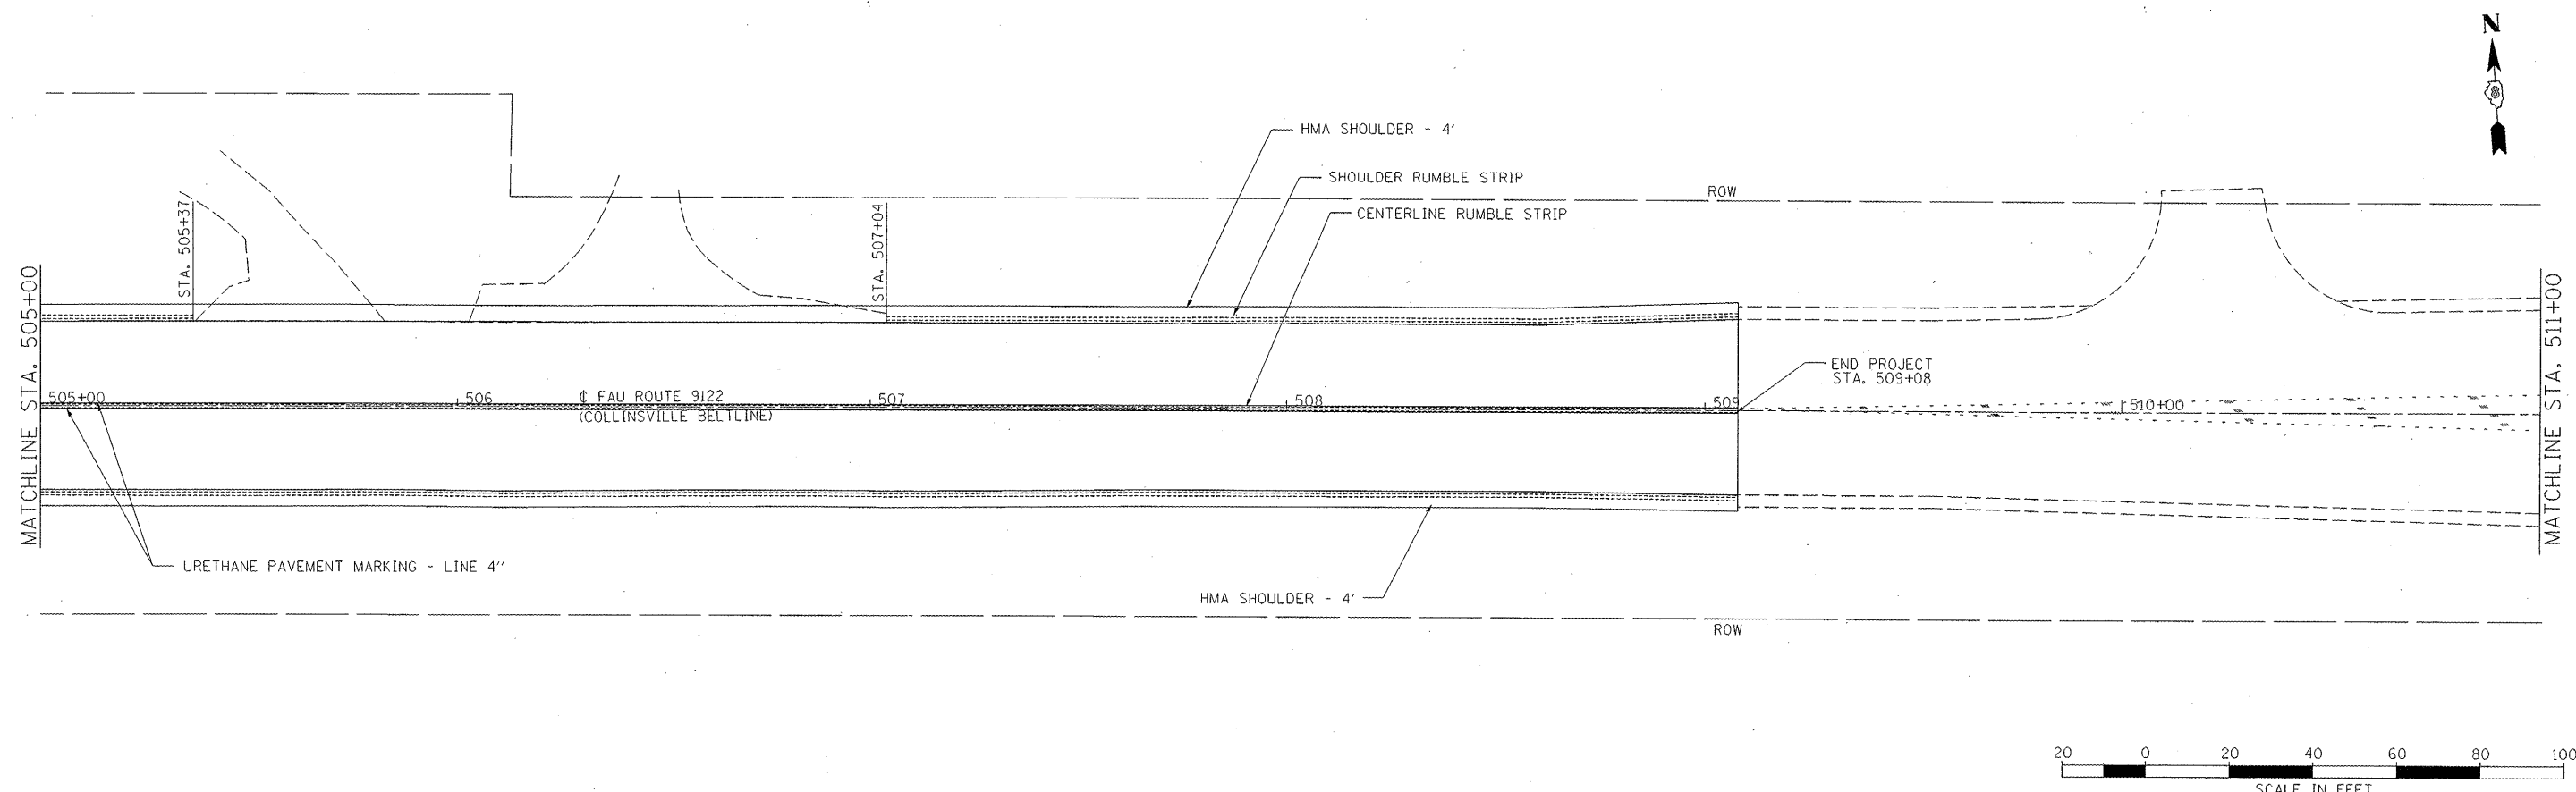 N
8
HMA SHOULDER - 4'
SHOULDER RUMBLE STRIP
ROW
CENTERLINE RUMBLE STRIP
STA. 505+37
STA. 507+04
MATCHLINE STA. 505+00
MATCHLINE STA. 511+00
END PROJECT
STA. 509+08
505+00
506
℄ FAU ROUTE 9122
(COLLINSVILLE BELTLINE)
507
508
509
510+00
URETHANE PAVEMENT MARKING - LINE 4''
HMA SHOULDER - 4'
ROW
20 0 20 40 60 80 100
SCALE IN FEET